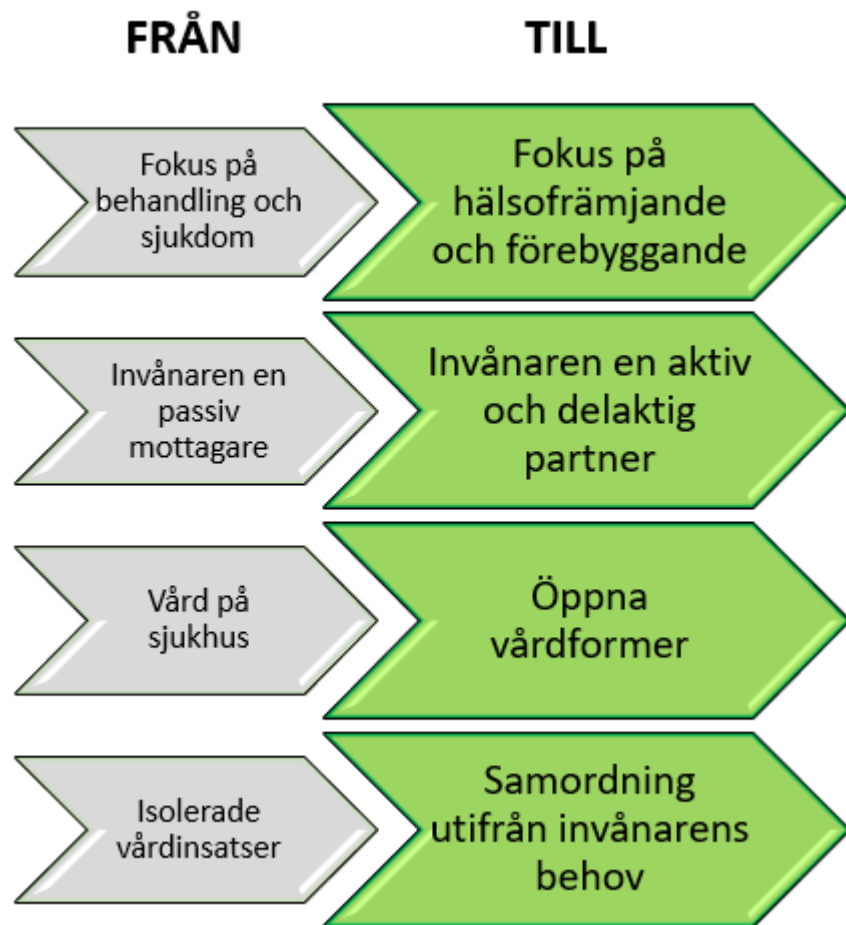 FRÅN
TILL
Fokus på
behandling och
sjukdom
Fokus på
hälsofrämjande
och förebyggande
Invånaren en
passiv
mottagare
Invånaren en aktiv
och delaktig
partner
Vård på
sjukhus
Öppna
vårdformer
Isolerade
vårdinsatser
Samordning
utifrån invånarens
behov